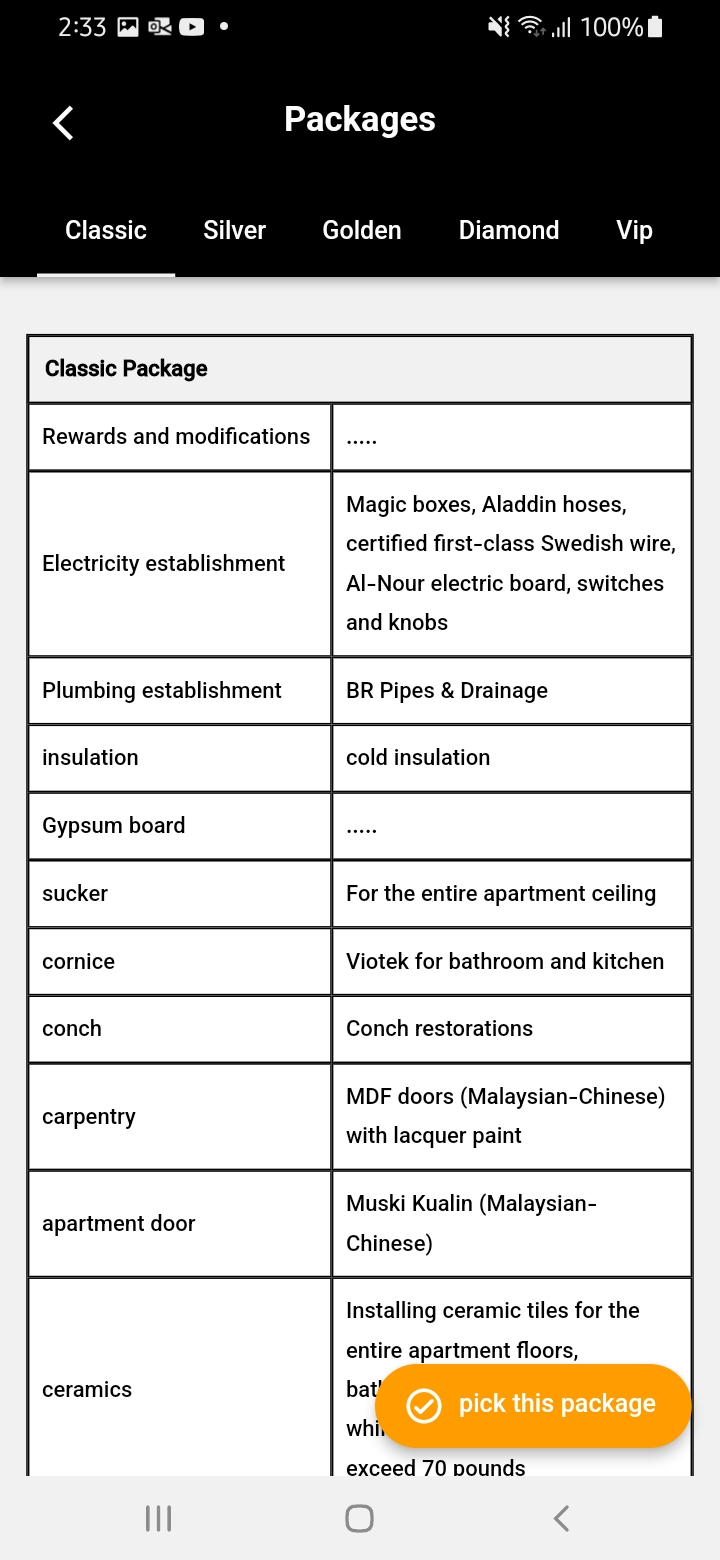 2:33
100%
Packages
Classic Silver Golden Diamond Vip
Classic Package
Rewards and modifications
.....
Electricity establishment
Magic boxes, Aladdin hoses,
certified first-class Swedish wire,
Al-Nour electric board, switches
and knobs
Plumbing establishment
BR Pipes & Drainage
insulation
cold insulation
Gypsum board
.....
sucker
For the entire apartment ceiling
cornice
Viotek for bathroom and kitchen
conch
Conch restorations
carpentry
MDF doors (Malaysian-Chinese)
with lacquer paint
apartment door
Muski Kualin (Malaysian-
Chinese)
ceramics
Installing ceramic tiles for the
entire apartment floors,
exceed 70 pounds
pick this package